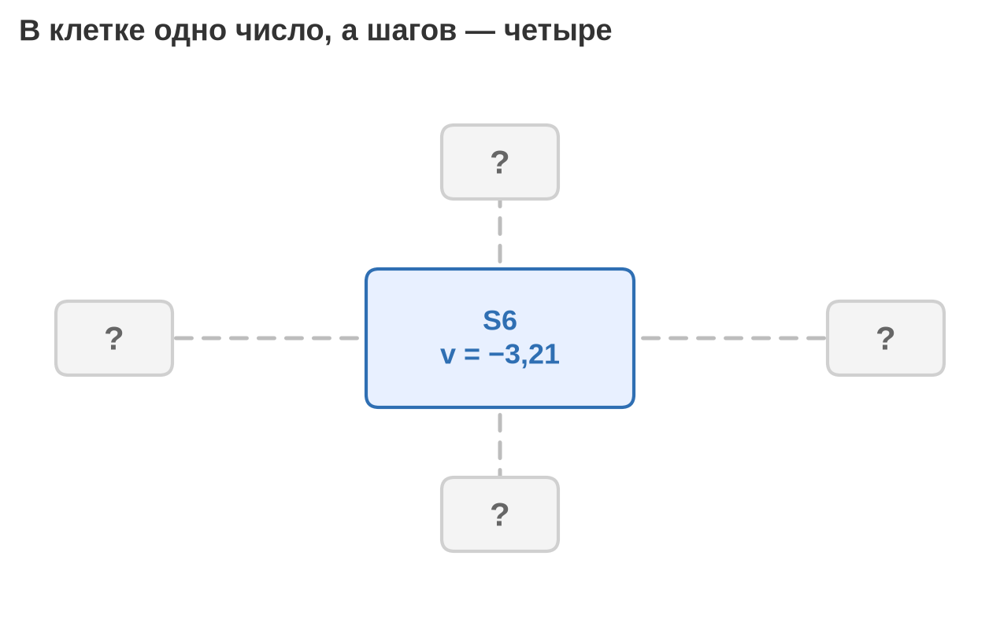 В клетке одно число, а шагов — четыре
?
?
S6
v = −3,21
?
?